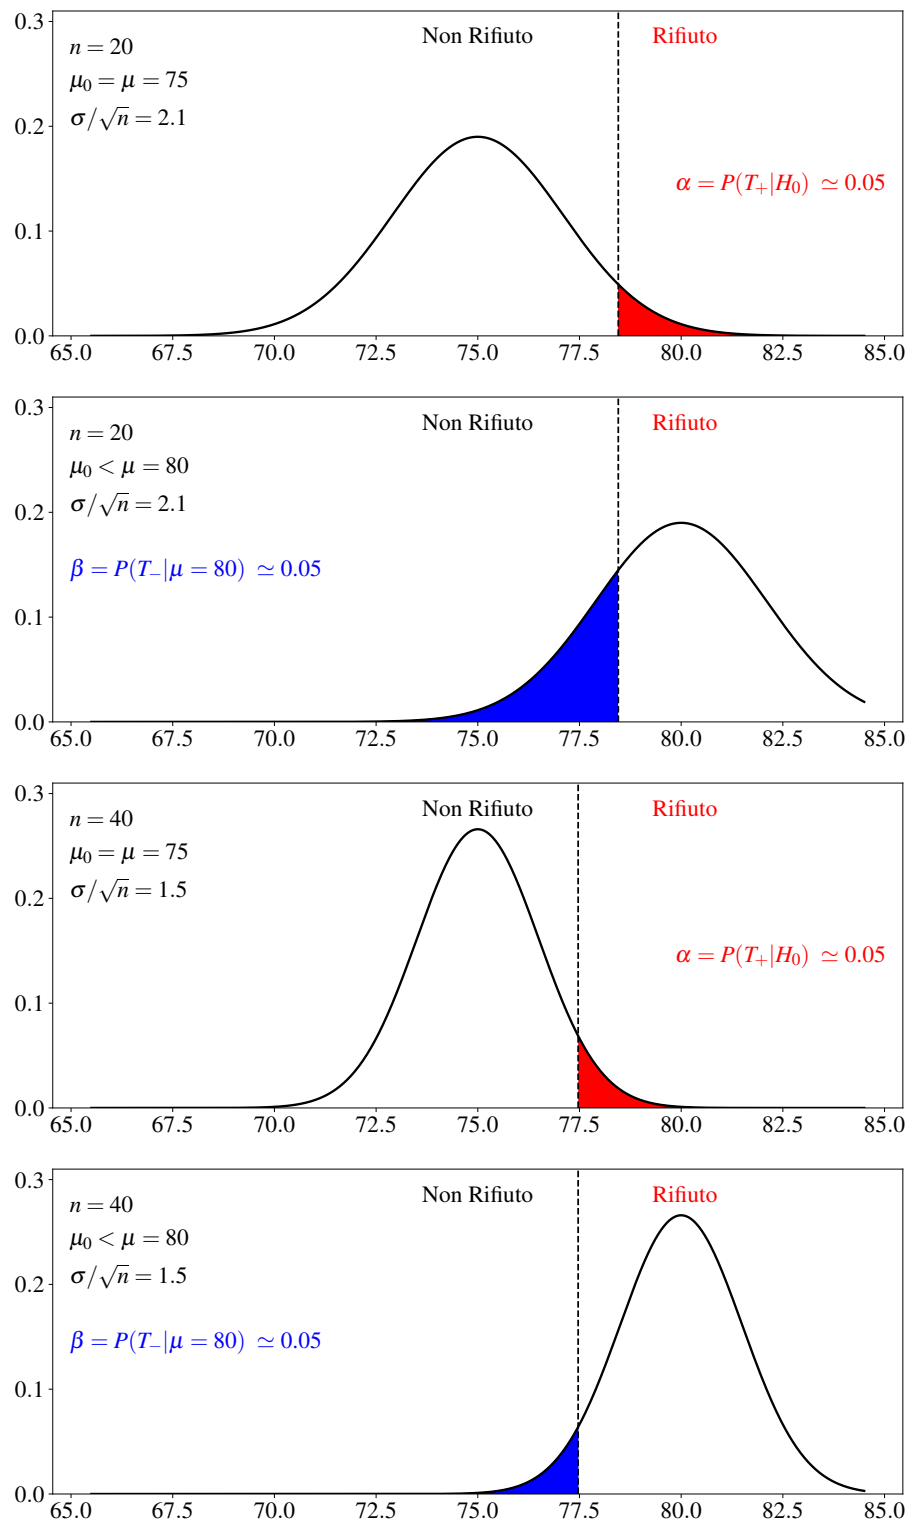 0.3
Non Rifiuto
Rifiuto
n = 20
μ₀ = μ = 75
σ/√n = 2.1
0.2
α = P(T₊|H₀) ≃ 0.05
0.1
0.0
65.0 67.5 70.0 72.5 75.0 77.5 80.0 82.5 85.0
0.3
Non Rifiuto
Rifiuto
n = 20
μ₀ < μ = 80
σ/√n = 2.1
0.2
β = P(T₋|μ = 80) ≃ 0.05
0.1
0.0
65.0 67.5 70.0 72.5 75.0 77.5 80.0 82.5 85.0
0.3
Non Rifiuto
Rifiuto
n = 40
μ₀ = μ = 75
σ/√n = 1.5
0.2
α = P(T₊|H₀) ≃ 0.05
0.1
0.0
65.0 67.5 70.0 72.5 75.0 77.5 80.0 82.5 85.0
0.3
Non Rifiuto
Rifiuto
n = 40
μ₀ < μ = 80
σ/√n = 1.5
0.2
β = P(T₋|μ = 80) ≃ 0.05
0.1
0.0
65.0 67.5 70.0 72.5 75.0 77.5 80.0 82.5 85.0